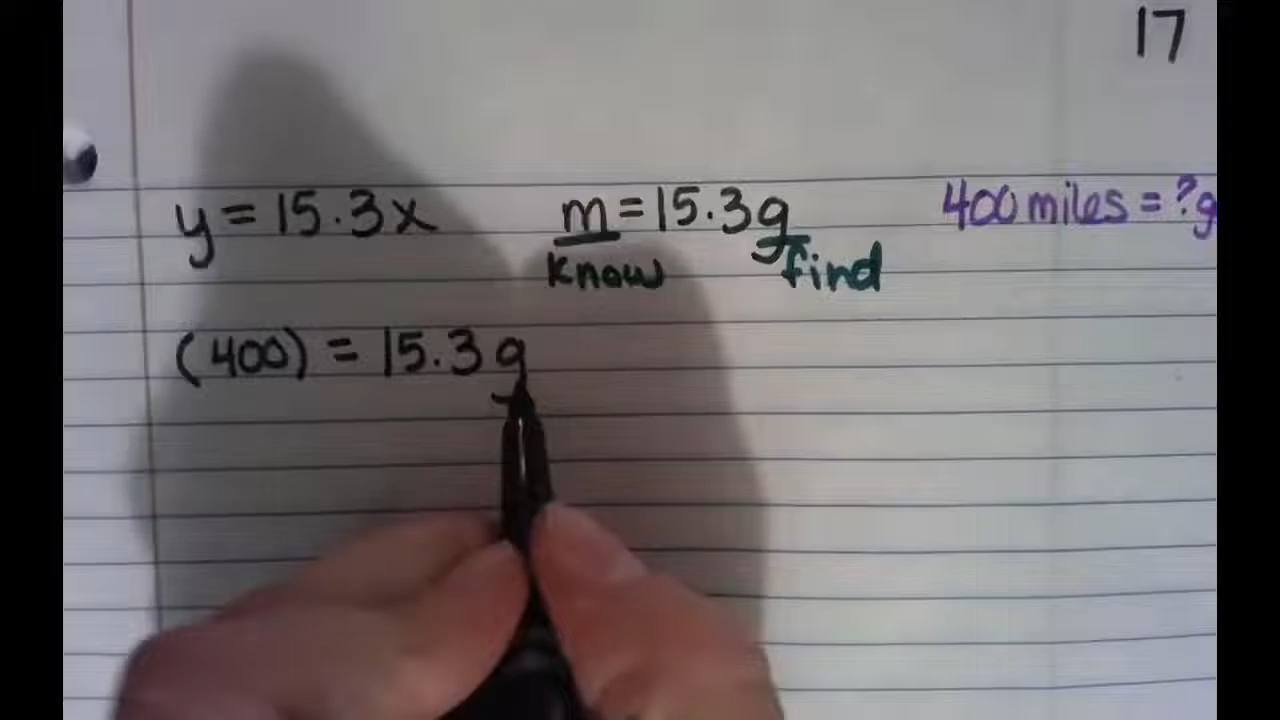 17
y = 15.3x m = 15.3g 400 miles = ? g
know find
(400) = 15.3g